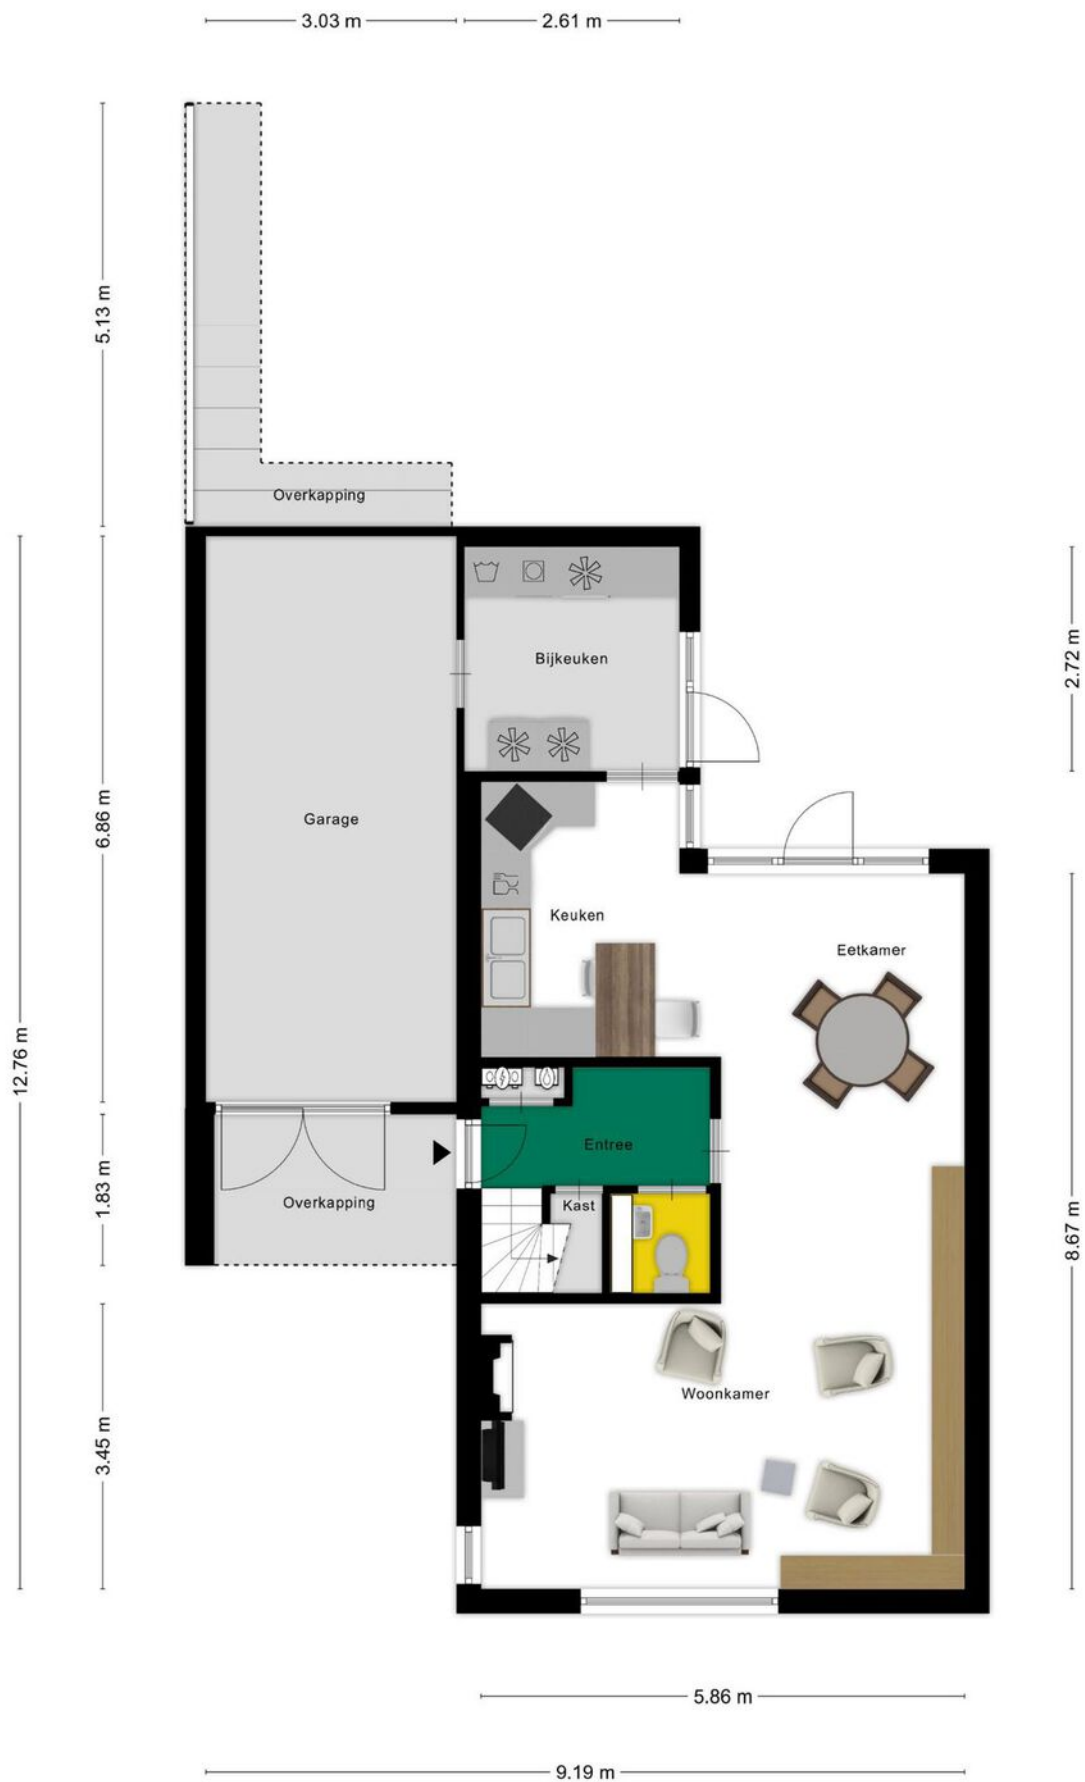 3.03 m
2.61 m
5.13 m
Overkapping
Bijkeuken
2.72 m
Garage
6.86 m
Keuken
Eetkamer
12.76 m
Entree
1.83 m
Overkapping
Kast
8.67 m
Woonkamer
3.45 m
5.86 m
9.19 m